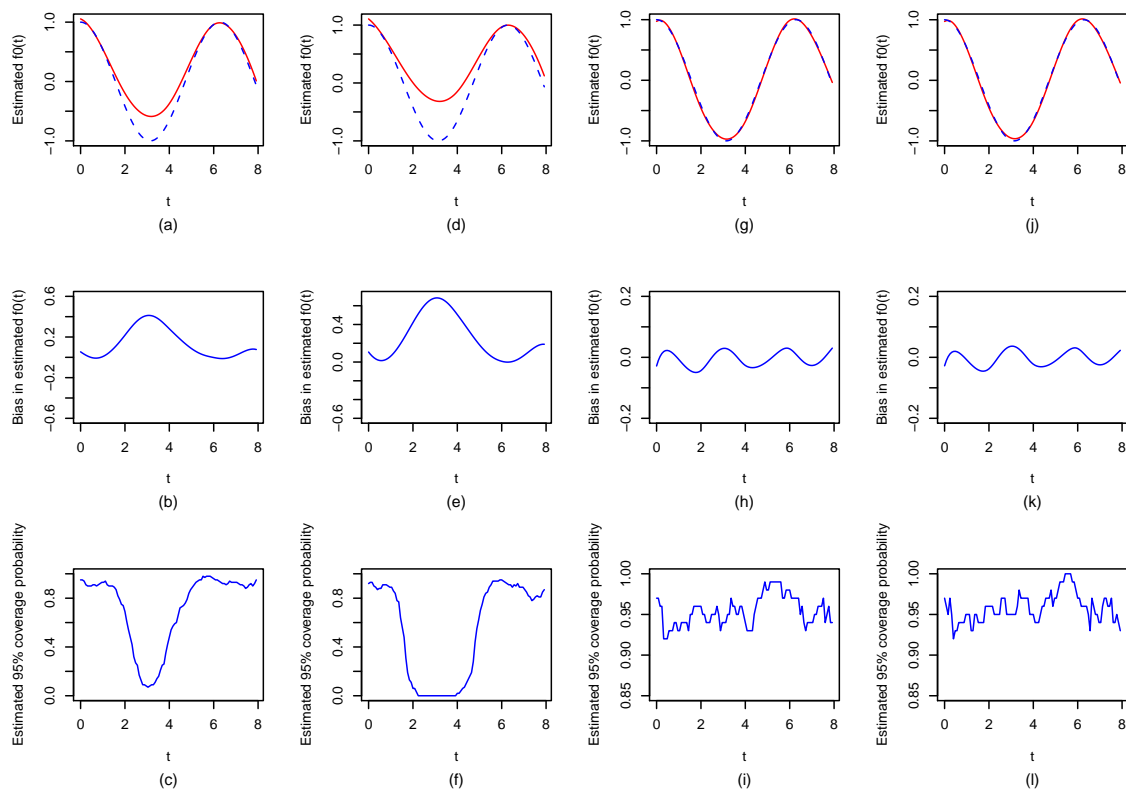 Estimated f0(t)
1.0
0.0
−1.0
0 2 4 6 8
t
(a)
Estimated f0(t)
1.0
0.0
−1.0
0 2 4 6 8
t
(d)
Estimated f0(t)
1.0
0.0
−1.0
0 2 4 6 8
t
(g)
Estimated f0(t)
1.0
0.0
−1.0
0 2 4 6 8
t
(j)
Bias in estimated f0(t)
0.6
0.2
−0.2
−0.6
0 2 4 6 8
t
(b)
Bias in estimated f0(t)
0.4
0.0
−0.6
0 2 4 6 8
t
(e)
Bias in estimated f0(t)
0.2
0.0
−0.2
0 2 4 6 8
t
(h)
Bias in estimated f0(t)
0.2
0.0
−0.2
0 2 4 6 8
t
(k)
Estimated 95% coverage probability
0.8
0.4
0.0
0 2 4 6 8
t
(c)
Estimated 95% coverage probability
0.8
0.4
0.0
0 2 4 6 8
t
(f)
Estimated 95% coverage probability
1.00
0.95
0.90
0.85
0 2 4 6 8
t
(i)
Estimated 95% coverage probability
1.00
0.95
0.90
0.85
0 2 4 6 8
t
(l)